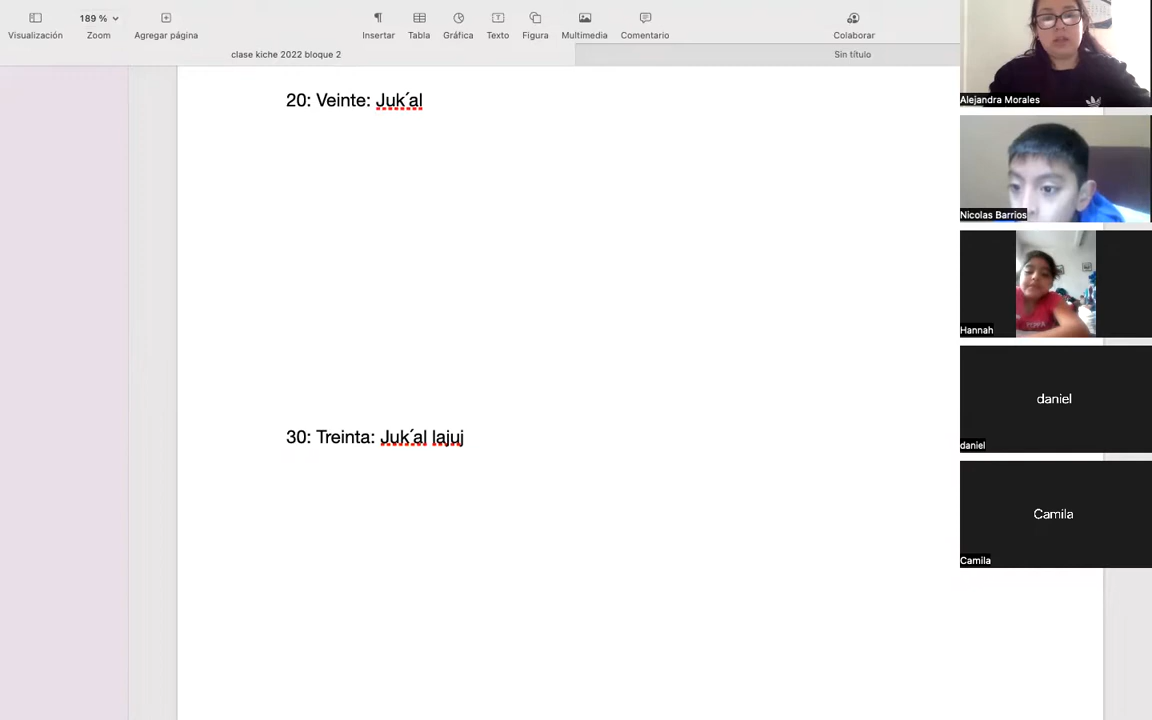 189 %
Visualización
Zoom
Agregar página
Insertar
Tabla
Gráfica
Texto
Figura
Multimedia
Comentario
Colaborar
clase kiche 2022 bloque 2
Sin título
20: Veinte: Juk´al
30: Treinta: Juk´al lajuj
Alejandra Morales
Nicolas Barrios
Hannah
daniel
daniel
Camila
Camila